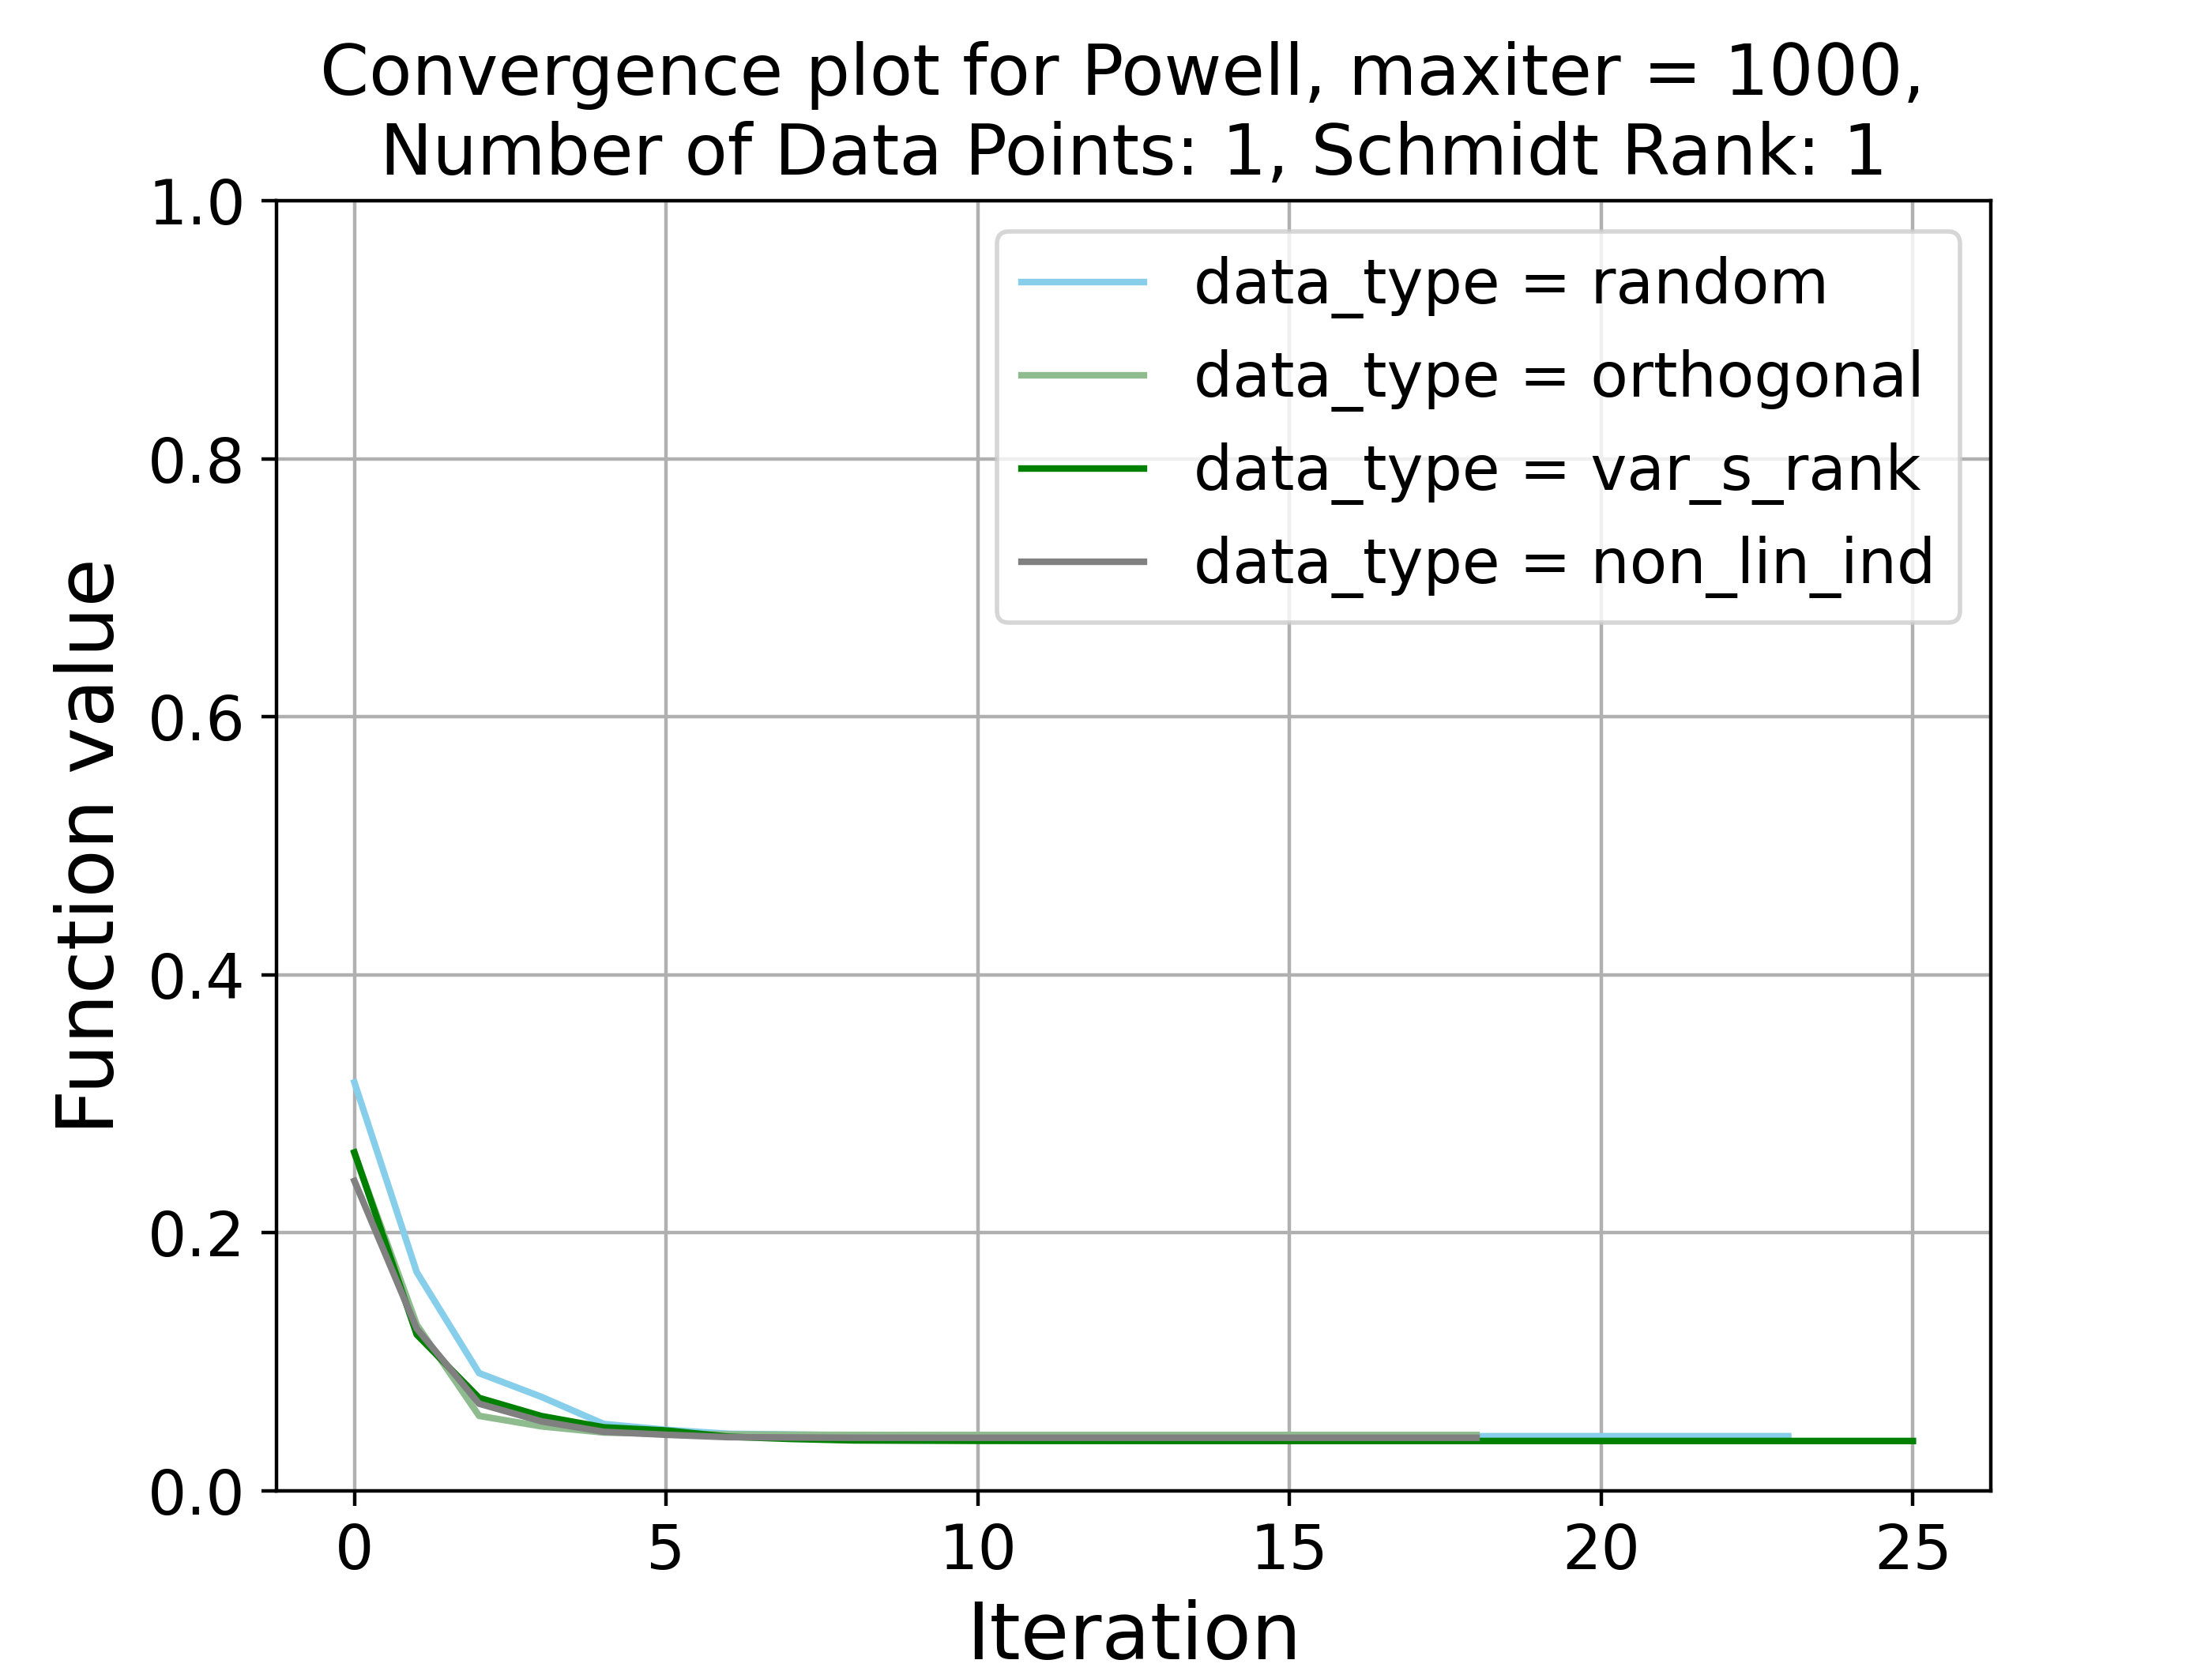 Convergence plot for Powell, maxiter = 1000,
Number of Data Points: 1, Schmidt Rank: 1
1.0
0.8
0.6
0.4
0.2
0.0
Function value
data_type = random
data_type = orthogonal
data_type = var_s_rank
data_type = non_lin_ind
0 5 10 15 20 25
Iteration